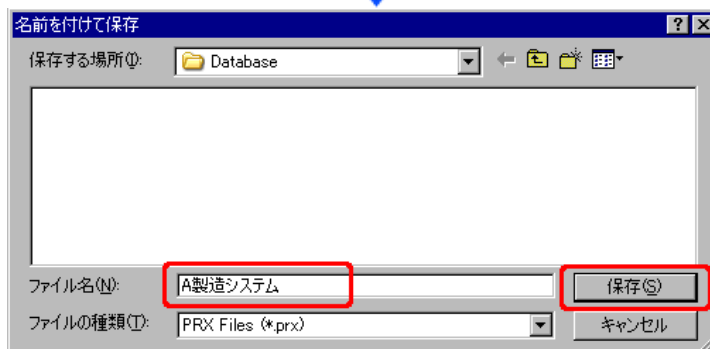 名前を付けて保存
保存する場所(I): Database
ファイル名(N): A製造システム 保存(S)
ファイルの種類(T): PRX Files (*.prx) キャンセル